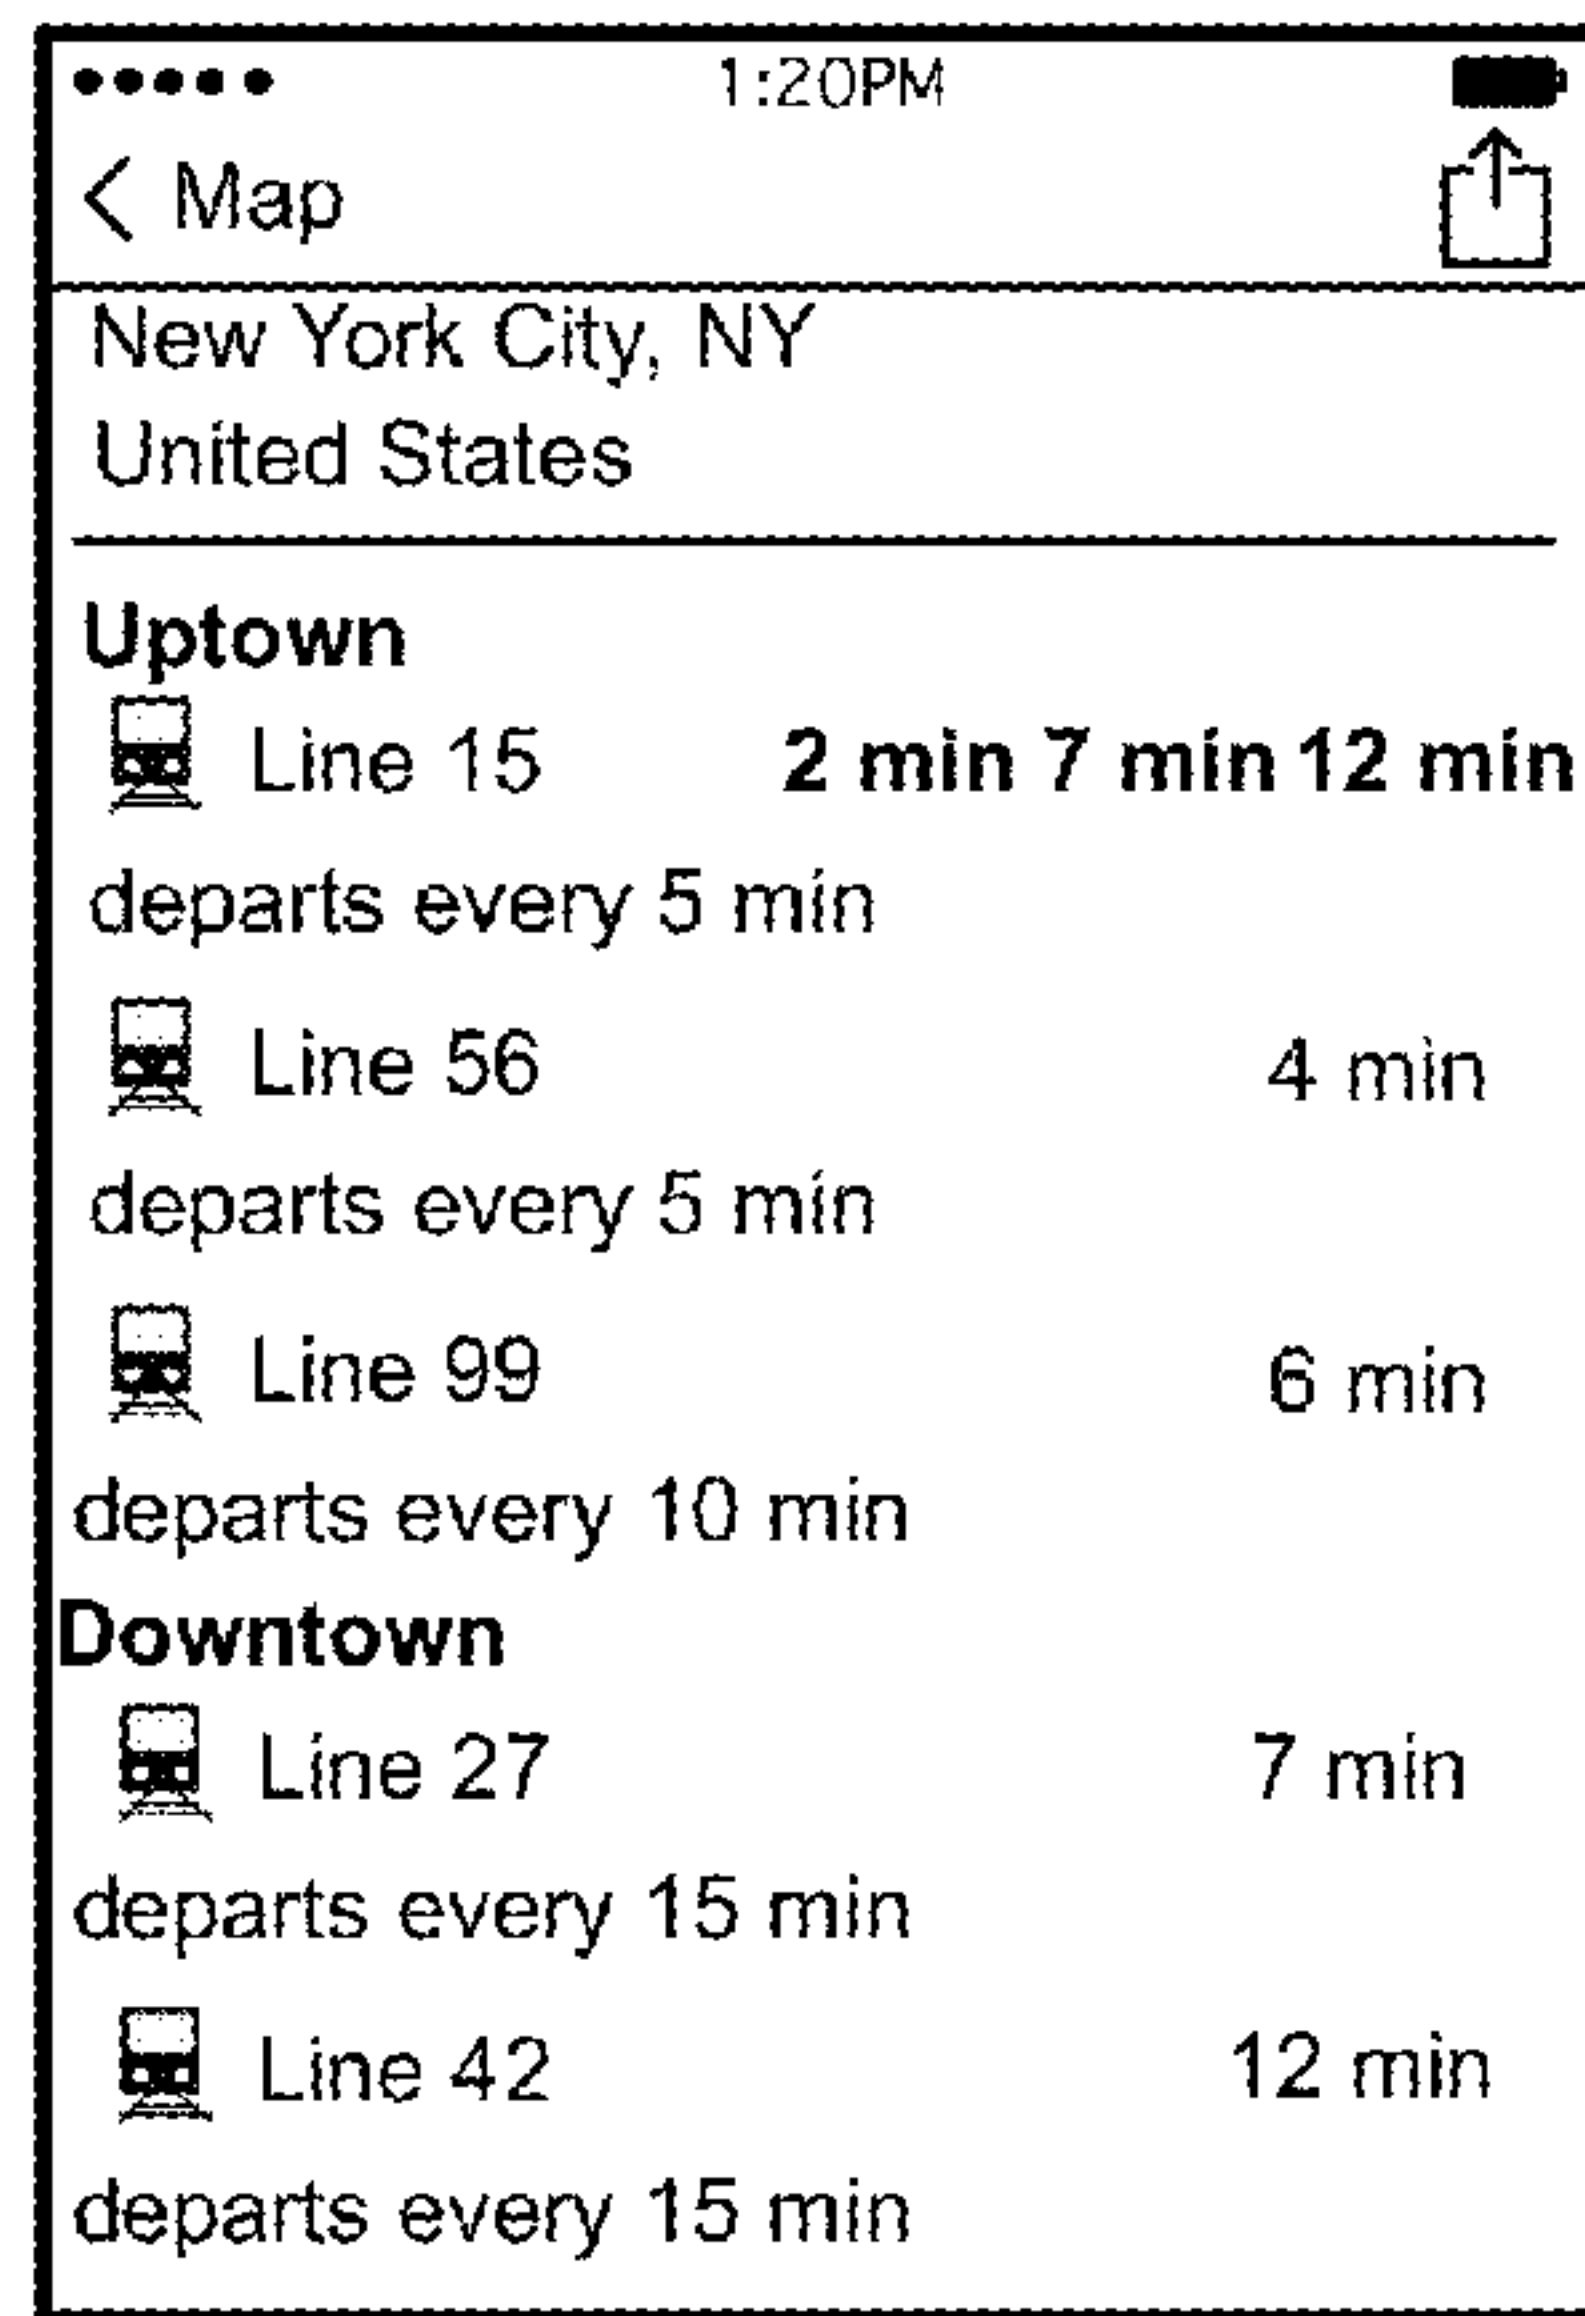 1:20PM
< Map
New York City, NY
United States
Uptown
Line 15 2 min 7 min 12 min
departs every 5 min
Line 56 4 min
departs every 5 min
Line 99 6 min
departs every 10 min
Downtown
Line 27 7 min
departs every 15 min
Line 42 12 min
departs every 15 min